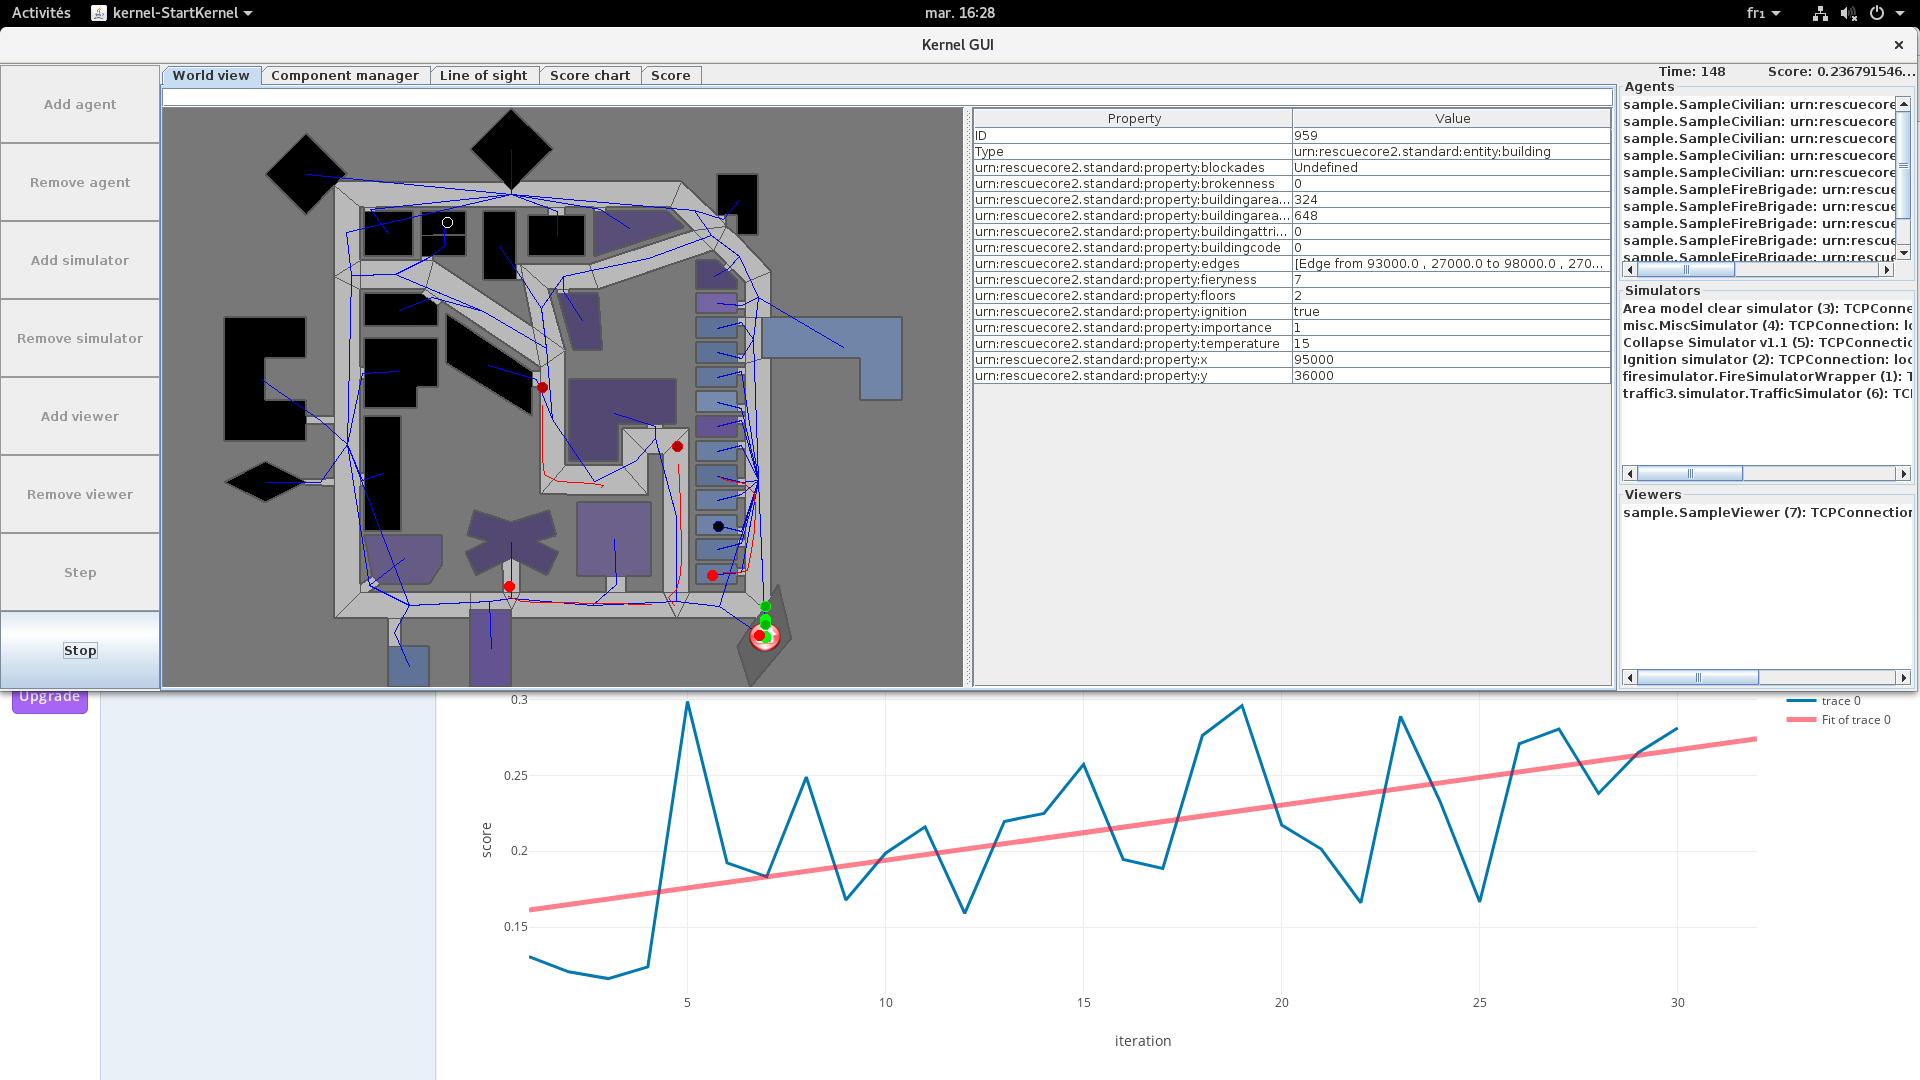 Activités kernel-StartKernel mar. 16:28 fr₁
Kernel GUI
Add agent
Remove agent
Add simulator
Remove simulator
Add viewer
Remove viewer
Step
Stop
World view Component manager Line of sight Score chart Score
Time: 148 Score: 0.236791546...
Property Value
ID 959
Type urn:rescuecore2.standard:entity:building
urn:rescuecore2.standard:property:blockades Undefined
urn:rescuecore2.standard:property:brokenness 0
urn:rescuecore2.standard:property:buildingarea... 324
urn:rescuecore2.standard:property:buildingarea... 648
urn:rescuecore2.standard:property:buildingattri... 0
urn:rescuecore2.standard:property:buildingcode 0
urn:rescuecore2.standard:property:edges [Edge from 93000.0 , 27000.0 to 98000.0 , 270...
urn:rescuecore2.standard:property:fieryness 7
urn:rescuecore2.standard:property:floors 2
urn:rescuecore2.standard:property:ignition true
urn:rescuecore2.standard:property:importance 1
urn:rescuecore2.standard:property:temperature 15
urn:rescuecore2.standard:property:x 95000
urn:rescuecore2.standard:property:y 36000
Agents
sample.SampleCivilian: urn:rescuecore
sample.SampleCivilian: urn:rescuecore
sample.SampleCivilian: urn:rescuecore
sample.SampleCivilian: urn:rescuecore
sample.SampleCivilian: urn:rescuecore
sample.SampleFireBrigade: urn:rescue
sample.SampleFireBrigade: urn:rescue
sample.SampleFireBrigade: urn:rescue
sample.SampleFireBrigade: urn:rescue
sample.SampleFireBrigade: urn:rescue
Simulators
Area model clear simulator (3): TCPConne
misc.MiscSimulator (4): TCPConnection: lo
Collapse Simulator v1.1 (5): TCPConnectio
Ignition simulator (2): TCPConnection: loc
firesimulator.FireSimulatorWrapper (1): T
traffic3.simulator.TrafficSimulator (6): TCI
Viewers
sample.SampleViewer (7): TCPConnection
Upgrade
0.3
0.25
0.2
0.15
score
5 10 15 20 25 30
iteration
trace 0
Fit of trace 0